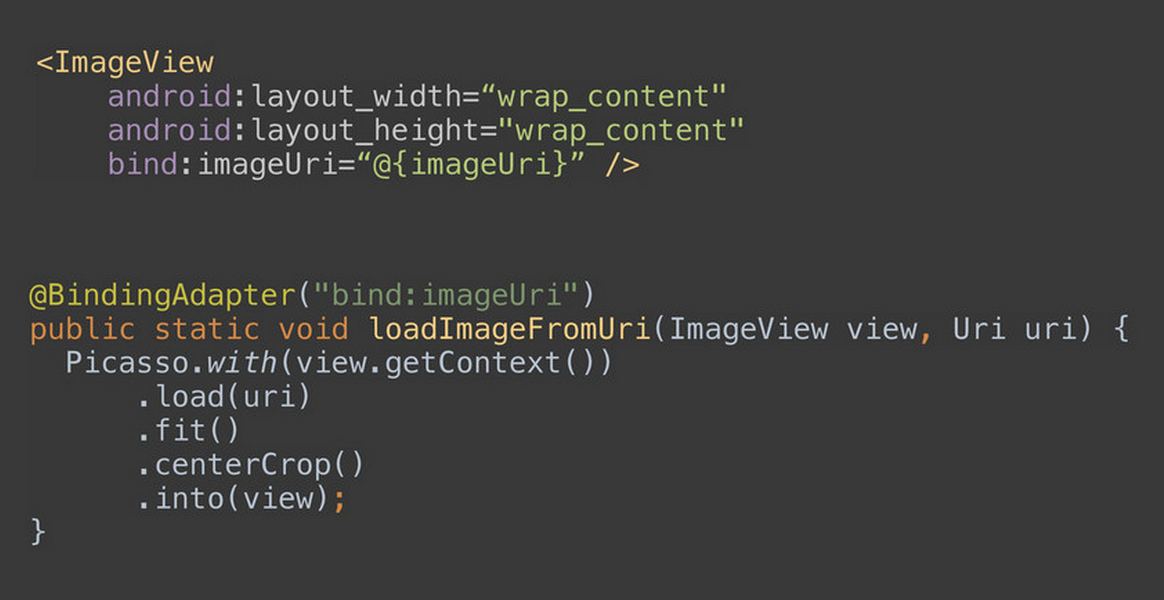 <ImageView
android:layout_width=“wrap_content"
android:layout_height="wrap_content"
bind:imageUri=“@{imageUri}” />
@BindingAdapter("bind:imageUri")
public static void loadImageFromUri(ImageView view, Uri uri) {
Picasso.with(view.getContext())
.load(uri)
.fit()
.centerCrop()
.into(view);
}